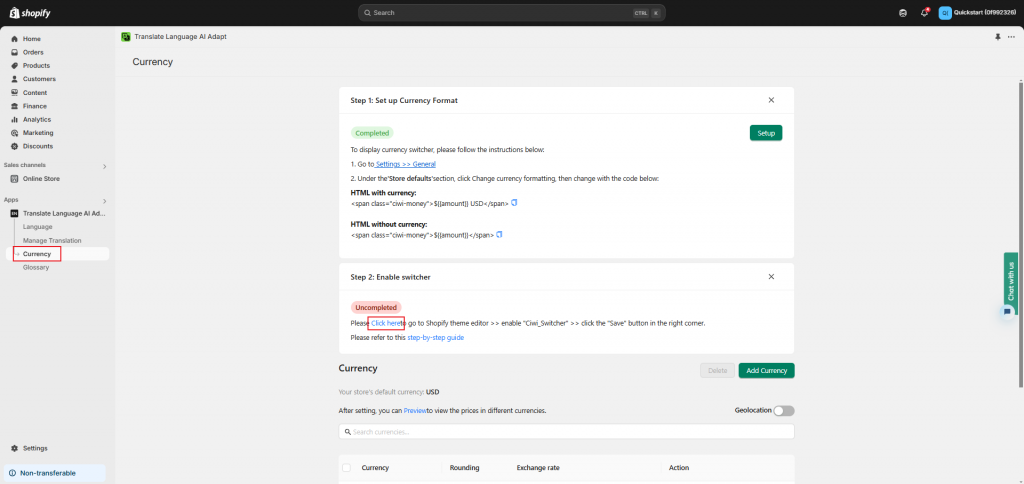 shopify
Search
CTRL K
Quickstart (0f992326)
Home
Orders
Products
Customers
Content
Finance
Analytics
Marketing
Discounts
Sales channels
Online Store
Apps
Translate Language AI Ad...
Language
Manage Translation
Currency
Glossary
Settings
Non-transferable
Translate Language AI Adapt
Currency
Step 1: Set up Currency Format
Completed
Setup
To display currency switcher, please follow the instructions below:
1. Go to Settings >> General
2. Under the'Store defaults'section, click Change currency formatting, then change with the code below:
HTML with currency:
<span class="ciwi-money">${{amount}} USD</span>
HTML without currency:
<span class="ciwi-money">${{amount}}</span>
Step 2: Enable switcher
Uncompleted
Please Click hereto go to Shopify theme editor >> enable "Ciwi_Switcher" >> click the "Save" button in the right corner.
Please refer to this step-by-step guide
Chat with us
Currency
Delete
Add Currency
Your store's default currency: USD
After setting, you can Previewto view the prices in different currencies.
Geolocation
Search currencies...
Currency Rounding Exchange rate Action